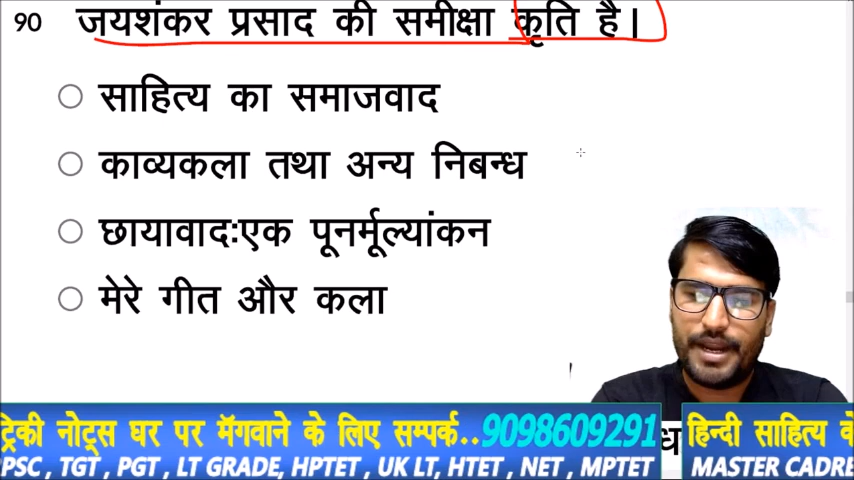 90 जयशंकर प्रसाद की समीक्षा कृति है।
साहित्य का समाजवाद
काव्यकला तथा अन्य निबन्ध
छायावादःएक पूनर्मूल्यांकन
मेरे गीत और कला
ट्रिकी नोट्स घर पर मॅगवाने के लिए सम्पर्क..9098609291 हिन्दी साहित्य
PSC , TGT , PGT , LT GRADE, HPTET , UK LT, HTET , NET , MPTET MASTER CADRE